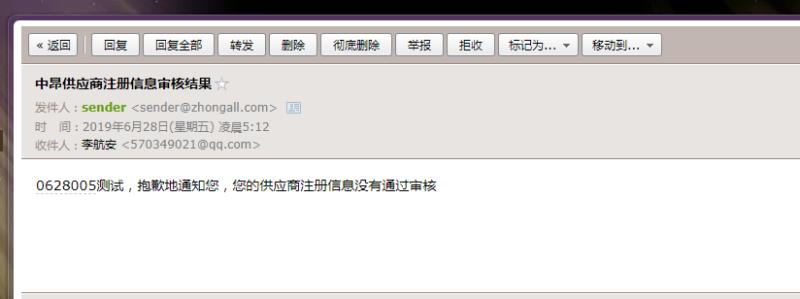 « 返回 回复 回复全部 转发 删除 彻底删除 举报 拒收 标记为... 移动到...
中昂供应商注册信息审核结果
发件人：sender <sender@zhongall.com>
时 间：2019年6月28日(星期五) 凌晨5:12
收件人：李航安 <570349021@qq.com>
0628005测试，抱歉地通知您，您的供应商注册信息没有通过审核